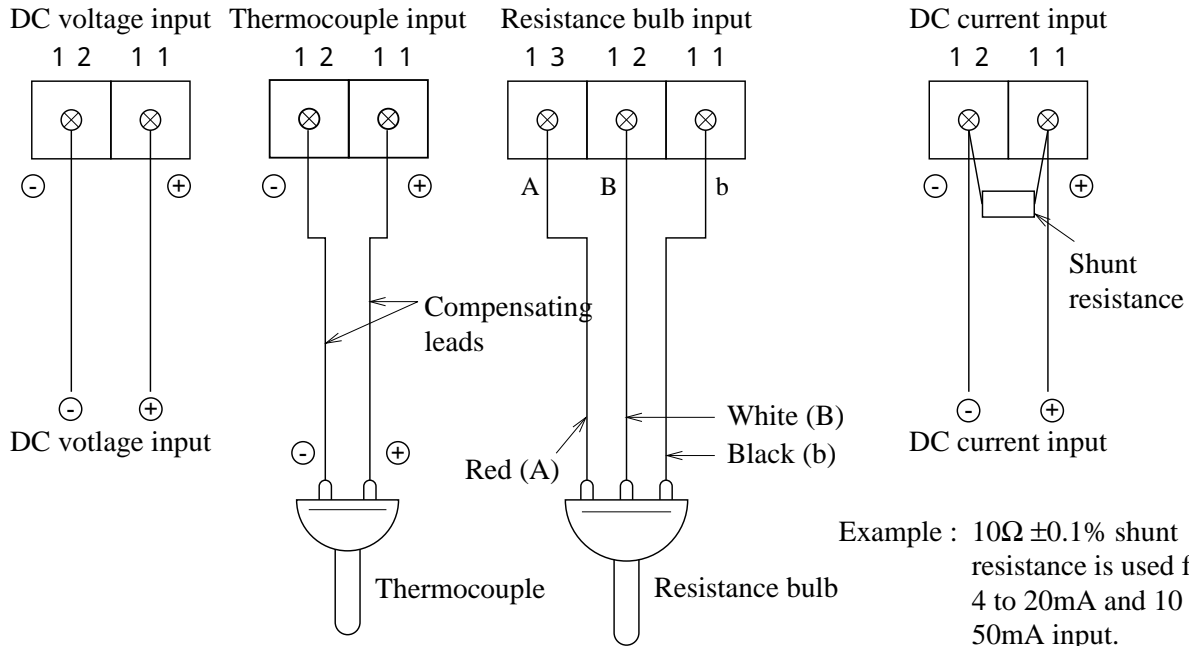 DC voltage input
Thermocouple input
Resistance bulb input
DC current input
1 2 1 1
1 2 1 1
1 3 1 2 1 1
1 2 1 1
- +
- +
A B b
- +
Shunt
resistance
Compensating
leads
- +
DC votlage input
- +
White (B)
Red (A)
Black (b)
- +
DC current input
Thermocouple
Resistance bulb
Example : 10Ω ±0.1% shunt
resistance is used
4 to 20mA and 10
50mA input.